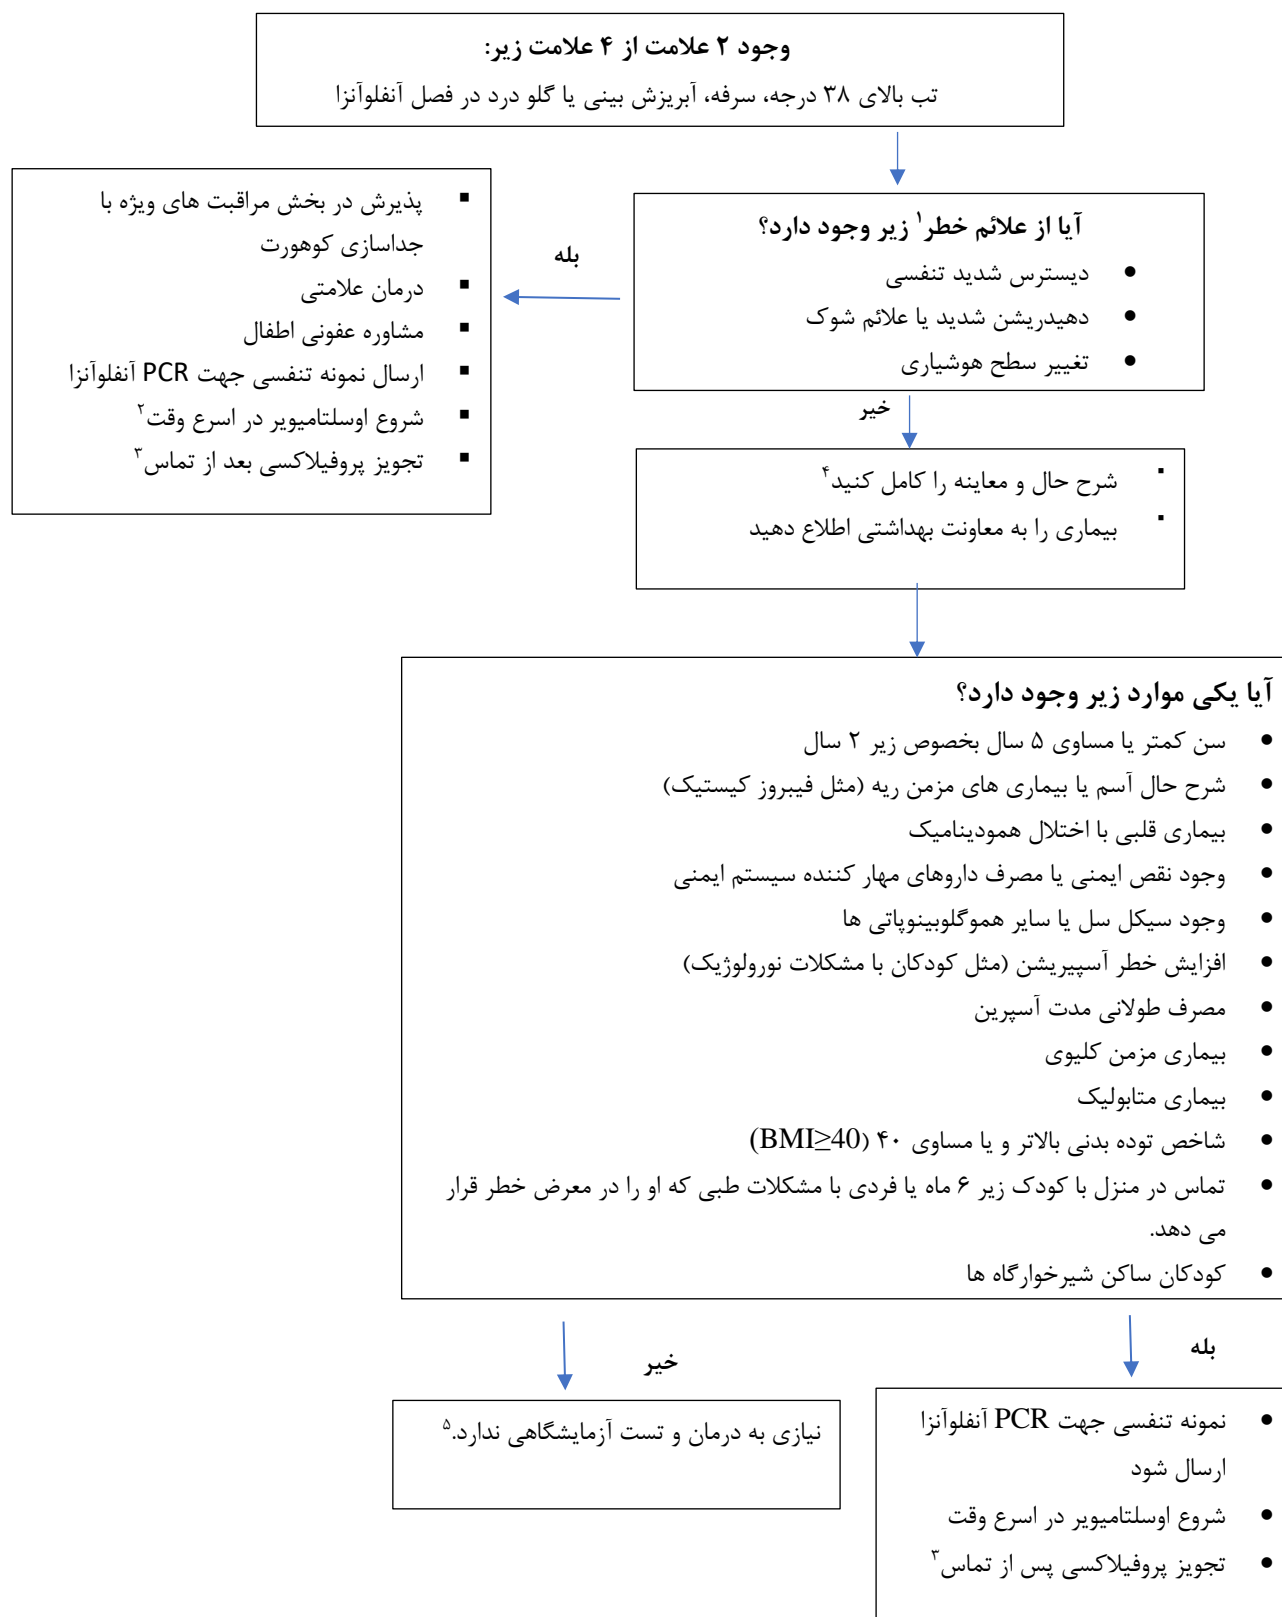 وجود ۲ علامت از ۴ علامت زیر:
تب بالای ۳۸ درجه، سرفه، آبریزش بینی یا گلو درد در فصل آنفلوآنزا
آیا از علائم خطر۱ زیر وجود دارد؟
● دیسترس شدید تنفسی
● دهیدریشن شدید یا علائم شوک
● تغییر سطح هوشیاری
بله
▪ پذیرش در بخش مراقبت های ویژه با
جداسازی کوهورت
▪ درمان علامتی
▪ مشاوره عفونی اطفال
▪ ارسال نمونه تنفسی جهت PCR آنفلوآنزا
▪ شروع اوسلتامیویر در اسرع وقت۲
▪ تجویز پروفیلاکسی بعد از تماس۳
خیر
▪ شرح حال و معاینه را کامل کنید۴
▪ بیماری را به معاونت بهداشتی اطلاع دهید
آیا یکی موارد زیر وجود دارد؟
● سن کمتر یا مساوی ۵ سال بخصوص زیر ۲ سال
● شرح حال آسم یا بیماری های مزمن ریه (مثل فیبروز کیستیک)
● بیماری قلبی با اختلال همودینامیک
● وجود نقص ایمنی یا مصرف داروهای مهار کننده سیستم ایمنی
● وجود سیکل سل یا سایر هموگلوبینوپاتی ها
● افزایش خطر آسپیریشن (مثل کودکان با مشکلات نورولوژیک)
● مصرف طولانی مدت آسپرین
● بیماری مزمن کلیوی
● بیماری متابولیک
● شاخص توده بدنی بالاتر و یا مساوی ۴۰ (BMI≥40)
● تماس در منزل با کودک زیر ۶ ماه یا فردی با مشکلات طبی که او را در معرض خطر قرار
می دهد.
● کودکان ساکن شیرخوارگاه ها
بله
● نمونه تنفسی جهت PCR آنفلوآنزا
ارسال شود
● شروع اوسلتامیویر در اسرع وقت
● تجویز پروفیلاکسی پس از تماس۳
خیر
نیازی به درمان و تست آزمایشگاهی ندارد.۵